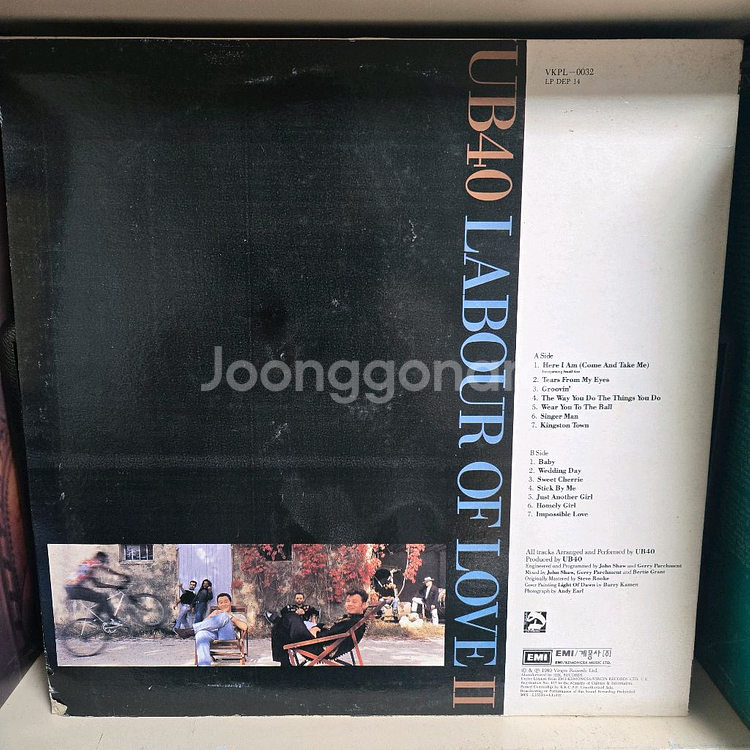 UB40 LABOUR OF LOVE II
VKPL-0032
LP DEP 14
A Side
1. Here I Am (Come And Take Me)
2. Tears From My Eyes
3. Groovin'
4. The Way You Do The Things You Do
5. Wear You To The Ball
6. Singer Man
7. Kingston Town
B Side
1. Baby
2. Wedding Day
3. Sweet Cherrie
4. Stick By Me
5. Just Another Girl
6. Homely Girl
7. Impossible Love
All tracks Arranged and Performed by UB40
Produced by UB40
Engineered and Programmed by John Shaw and Gerry Parchment
Mixed by John Shaw, Gerry Parchment and Bertie Grant
Originally Mastered by Steve Rooke
Cover Painting Light Of Dawn by Barry Kamen
Photograph by Andy Earl
EMI EMI/계몽사(주)
EMI/KEMONGSA MUSIC LTD.
Joonggonar